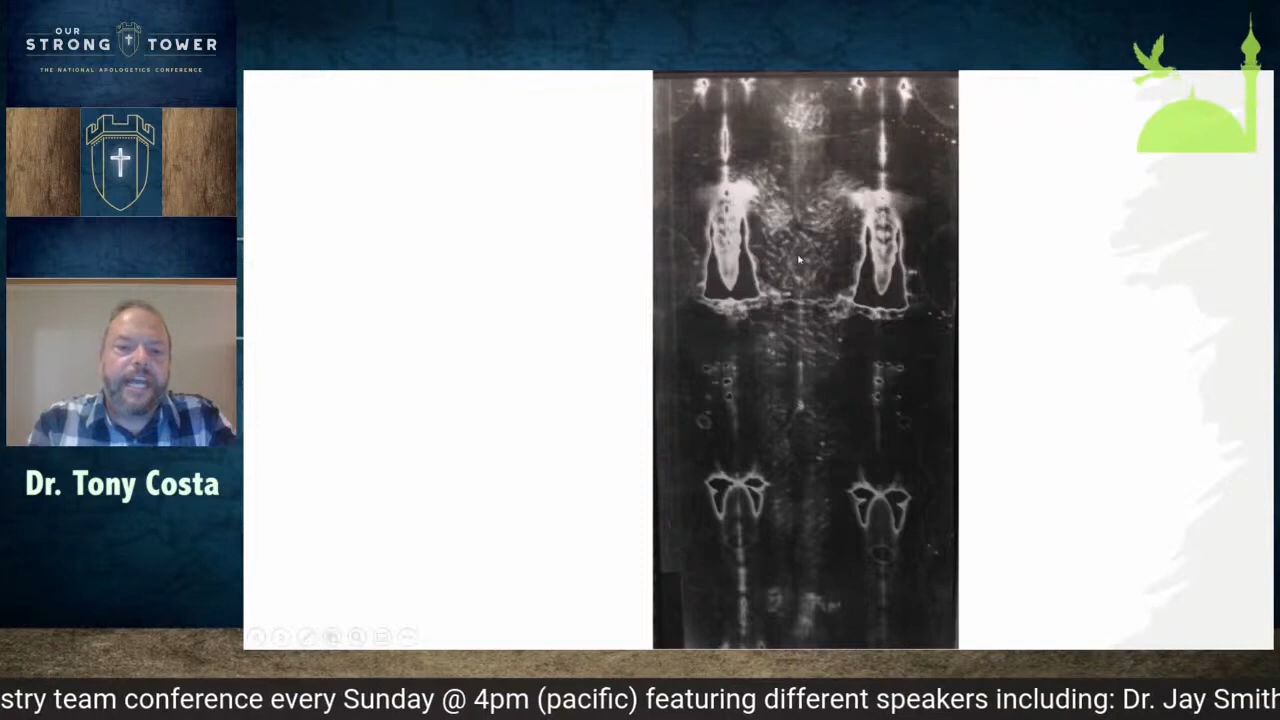 OUR
STRONG TOWER
THE NATIONAL APOLOGETICS CONFERENCE
Dr. Tony Costa
stry team conference every Sunday @ 4pm (pacific) featuring different speakers including: Dr. Jay Smith